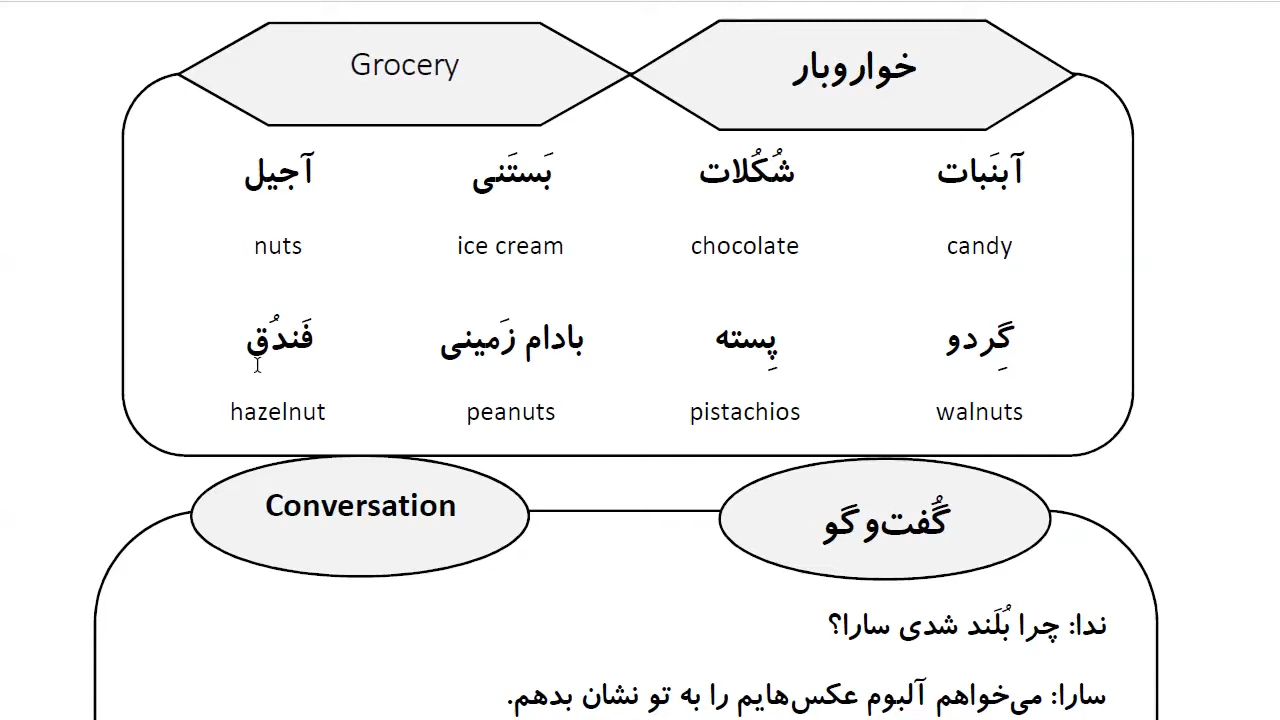 Grocery خواروبار
آبنَبات شُکُلات بَستَنی آجیل
candy chocolate ice cream nuts
گِردو پِسته بادام زَمینی فَندُق
walnuts pistachios peanuts hazelnut
Conversation گُفت‌وگو
ندا: چرا بُلَند شدی سارا؟
سارا: می‌خواهم آلبوم عکس‌هایم را به تو نشان بدهم.